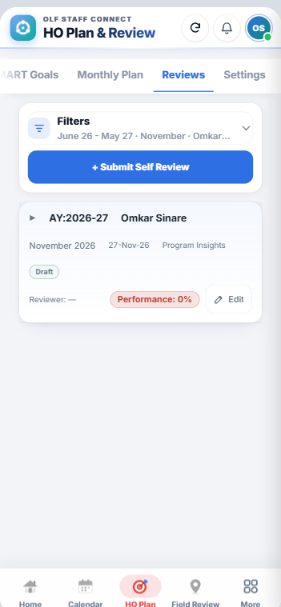 OLF STAFF CONNECT
HO Plan & Review
OS
ART Goals Monthly Plan Reviews Settings
Filters
June 26 - May 27 · November · Omkar...
+ Submit Self Review
AY:2026-27 Omkar Sinare
November 2026 27-Nov-26 Program Insights
Draft
Reviewer: — Performance: 0% Edit
Home Calendar HO Plan Field Review More